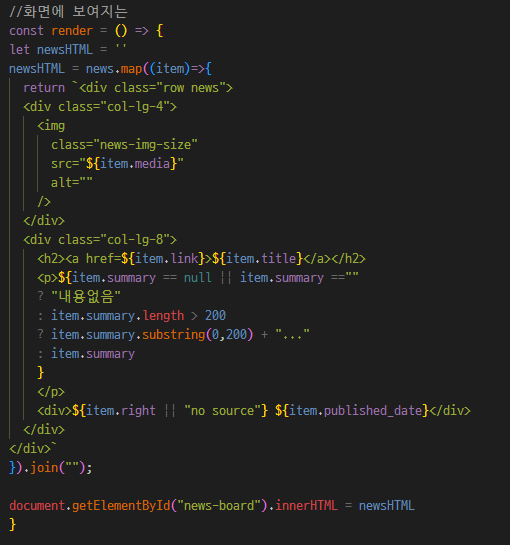 //화면에 보여지는
const render = () => {
let newsHTML = ''
newsHTML = news.map((item)=>{
  return `<div class="row news">
  <div class="col-lg-4">
    <img
      class="news-img-size"
      src="${item.media}"
      alt=""
    />
  </div>
  <div class="col-lg-8">
    <h2><a href=${item.link}>${item.title}</a></h2>
    <p>${item.summary == null || item.summary ==""
    ? "내용없음"
    : item.summary.length > 200
    ? item.summary.substring(0,200) + "..."
    : item.summary
    }
    </p>
    <div>${item.right || "no source"} ${item.published_date}</div>
  </div>
</div>`
}).join("");

document.getElementById("news-board").innerHTML = newsHTML
}